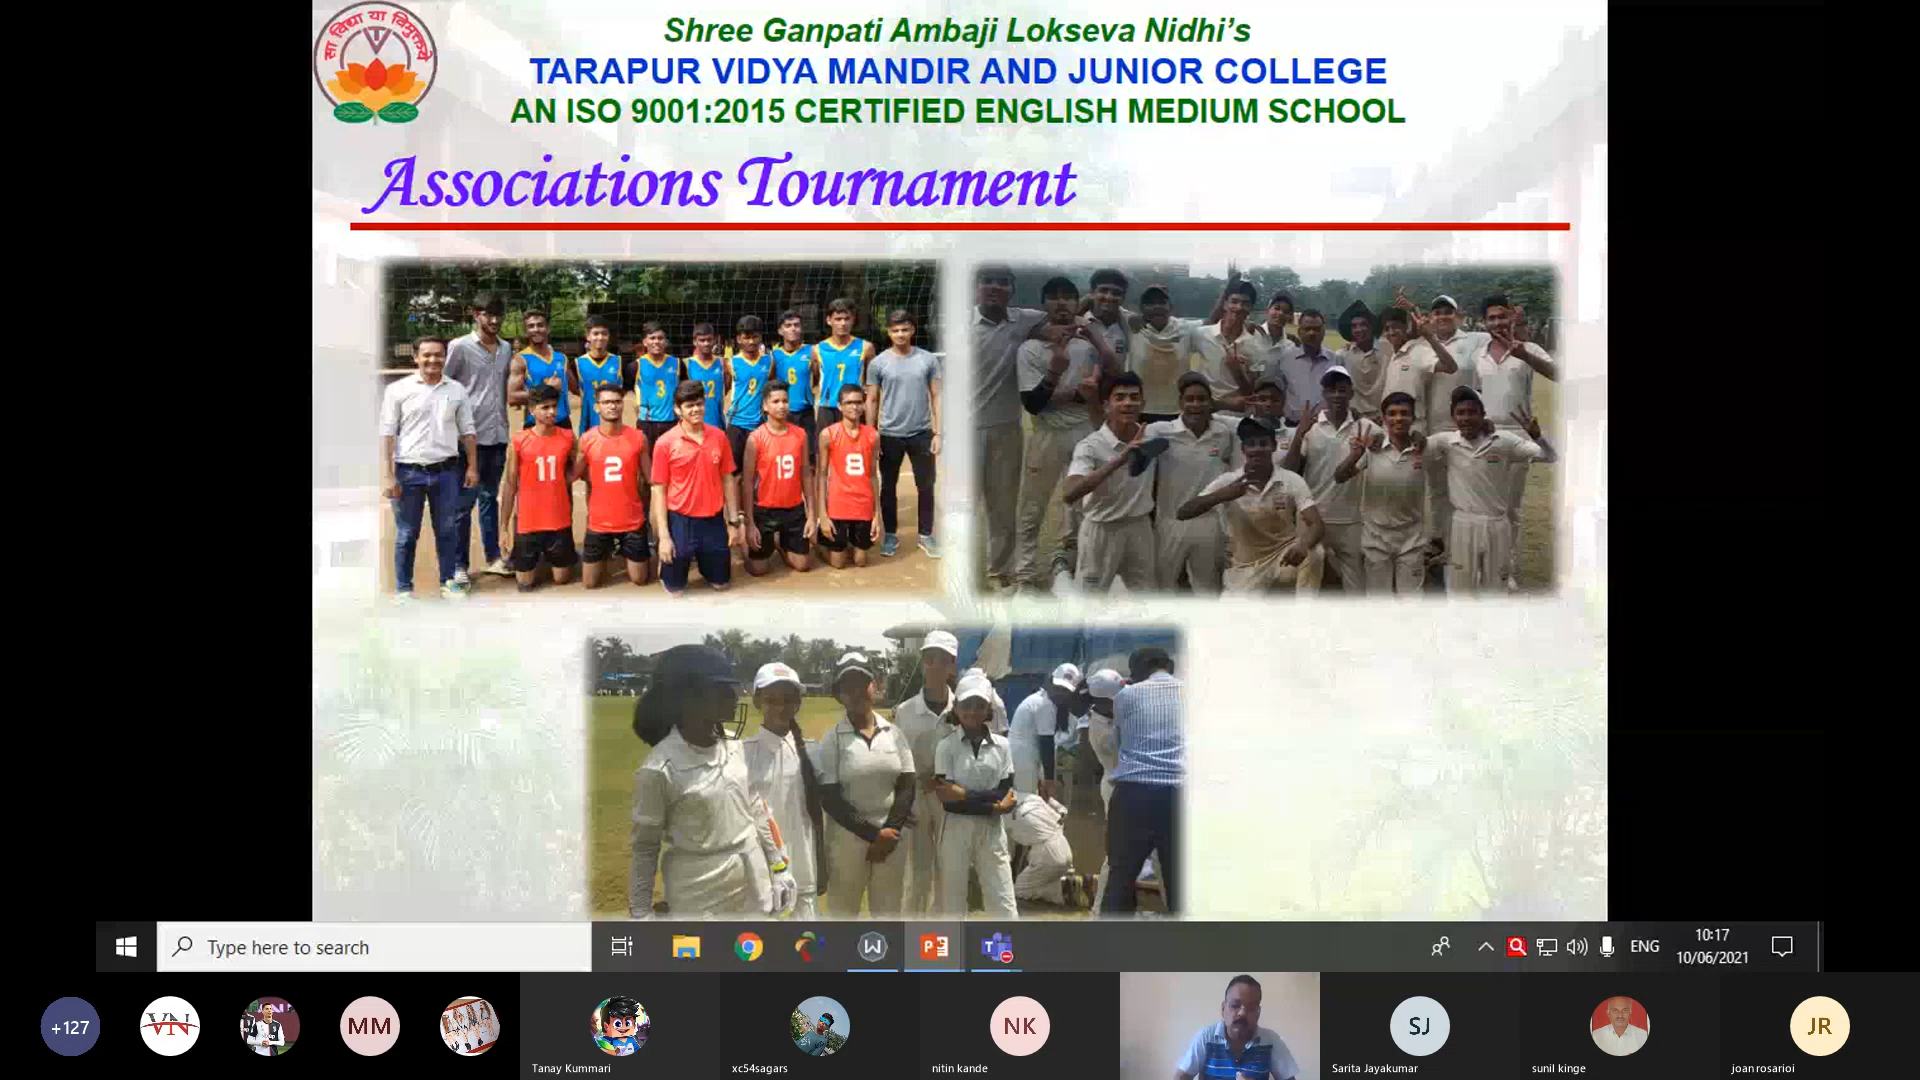 सा विद्या या विमुक्तये
Shree Ganpati Ambaji Lokseva Nidhi's
TARAPUR VIDYA MANDIR AND JUNIOR COLLEGE
AN ISO 9001:2015 CERTIFIED ENGLISH MEDIUM SCHOOL
Associations Tournament
3
12
9
6
7
11
2
19
8
Type here to search
ENG
10:17
10/06/2021
+127
VN
MM
NK
SJ
JR
Tanay Kummari
xc54sagars
nitin kande
Sarita Jayakumar
sunil kinge
joan rosarioi